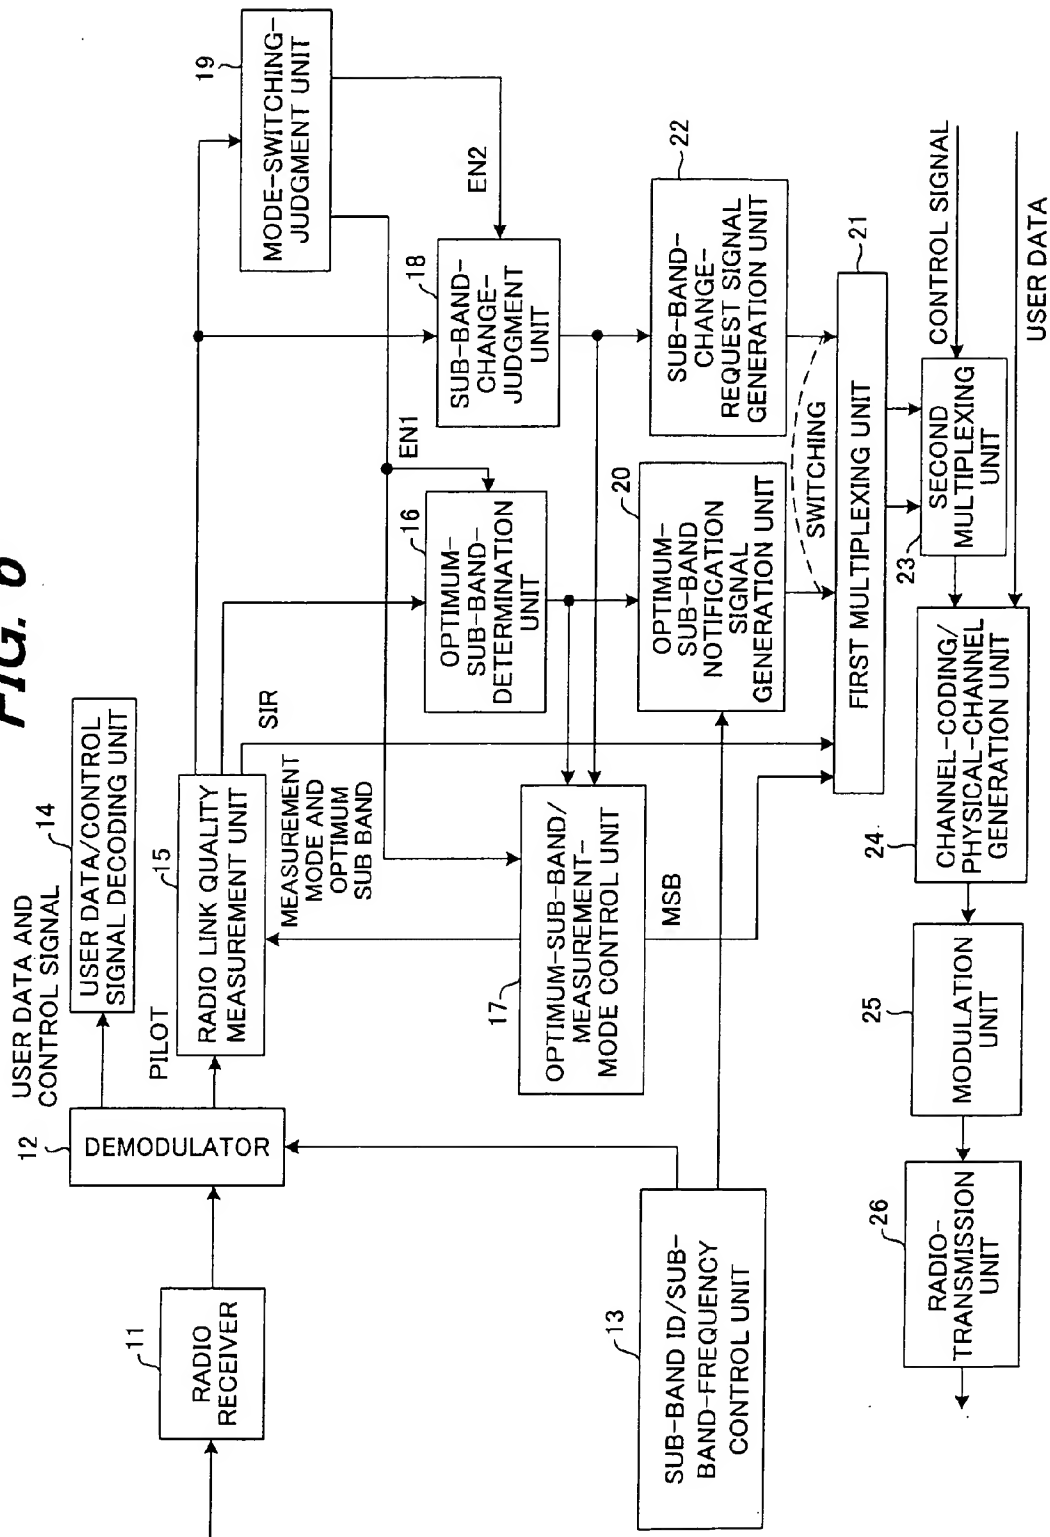 FIG. 6
11
RADIO
RECEIVER
12
DEMODULATOR
USER DATA AND
CONTROL SIGNAL
14
USER DATA/CONTROL
SIGNAL DECODING UNIT
PILOT
15
RADIO LINK QUALITY
MEASUREMENT UNIT
SIR
MEASUREMENT
MODE AND
OPTIMUM
SUB BAND
19
MODE-SWITCHING-
JUDGMENT UNIT
EN1
EN2
16
OPTIMUM-
SUB-BAND-
DETERMINATION
UNIT
18
SUB-BAND-
CHANGE-
JUDGMENT
UNIT
17
OPTIMUM-SUB-BAND/
MEASUREMENT-
MODE CONTROL UNIT
MSB
13
SUB-BAND ID/SUB-
BAND-FREQUENCY
CONTROL UNIT
20
OPTIMUM-
SUB-BAND
NOTIFICATION
SIGNAL
GENERATION UNIT
22
SUB-BAND-
CHANGE-
REQUEST SIGNAL
GENERATION UNIT
SWITCHING
21
FIRST MULTIPLEXING UNIT
CONTROL SIGNAL
23
SECOND
MULTIPLEXING
UNIT
USER DATA
24
CHANNEL-CODING/
PHYSICAL-CHANNEL
GENERATION UNIT
25
MODULATION
UNIT
26
RADIO-
TRANSMISSION
UNIT